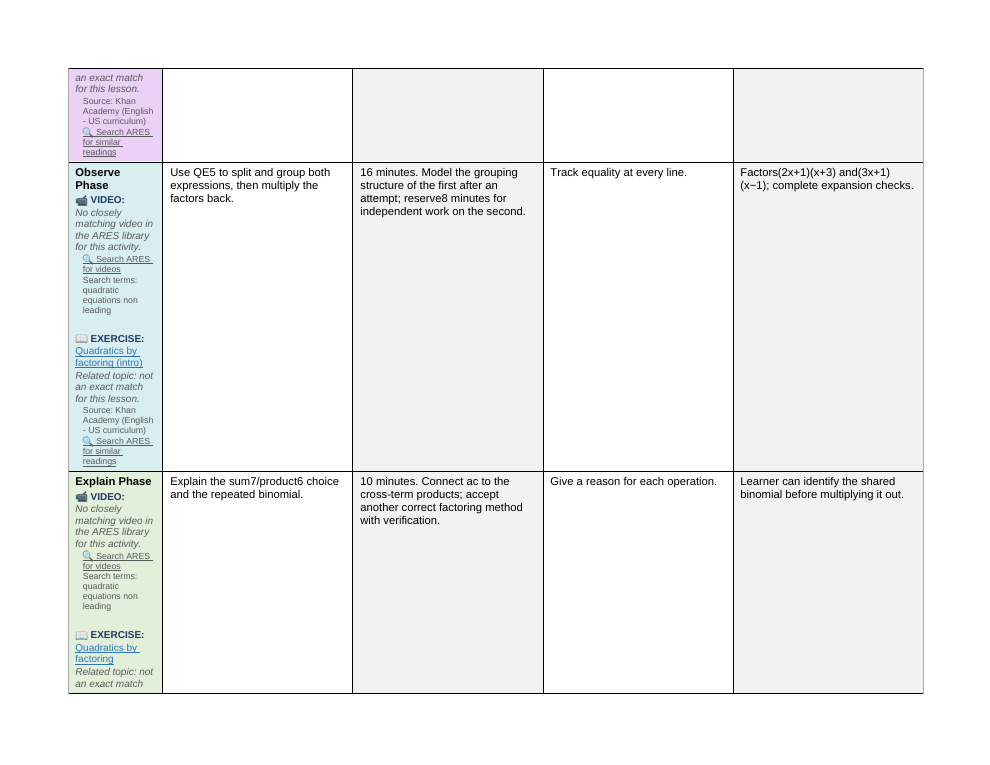 an exact match
for this lesson.
Source: Khan
Academy (English
- US curriculum)
🔍 Search ARES
for similar
readings
Observe
Phase
📹 VIDEO:
No closely
matching video in
the ARES library
for this activity.
🔍 Search ARES
for videos
Search terms:
quadratic
equations non
leading
📖 EXERCISE:
Quadratics by
factoring (intro)
Related topic: not
an exact match
for this lesson.
Source: Khan
Academy (English
- US curriculum)
🔍 Search ARES
for similar
readings
Use QE5 to split and group both
expressions, then multiply the
factors back.
16 minutes. Model the grouping
structure of the first after an
attempt; reserve8 minutes for
independent work on the second.
Track equality at every line.
Factors(2x+1)(x+3) and(3x+1)
(x−1); complete expansion checks.
Explain Phase
📹 VIDEO:
No closely
matching video in
the ARES library
for this activity.
🔍 Search ARES
for videos
Search terms:
quadratic
equations non
leading
📖 EXERCISE:
Quadratics by
factoring
Related topic: not
an exact match
Explain the sum7/product6 choice
and the repeated binomial.
10 minutes. Connect ac to the
cross-term products; accept
another correct factoring method
with verification.
Give a reason for each operation.
Learner can identify the shared
binomial before multiplying it out.